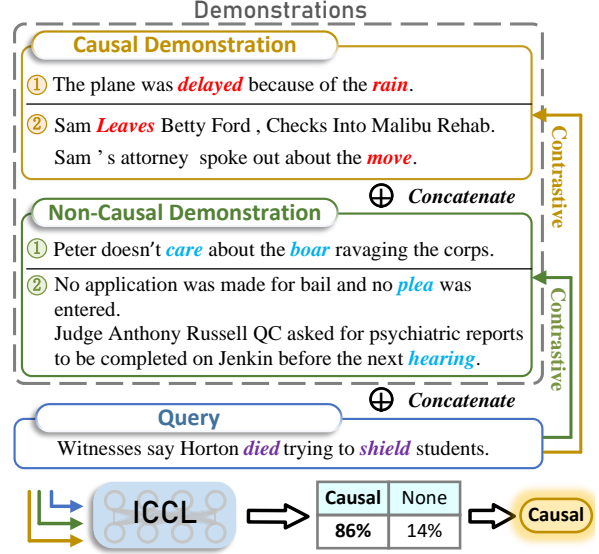 Demonstrations
Causal Demonstration
① The plane was delayed because of the rain.
② Sam Leaves Betty Ford , Checks Into Malibu Rehab.
Sam ’s attorney spoke out about the move.
Contrastive
⊕ Concatenate
Non-Causal Demonstration
① Peter doesn’t care about the boar ravaging the corps.
② No application was made for bail and no plea was
entered.
Judge Anthony Russell QC asked for psychiatric reports
to be completed on Jenkin before the next hearing.
Contrastive
⊕ Concatenate
Query
Witnesses say Horton died trying to shield students.
ICCL
Causal None
86% 14%
Causal